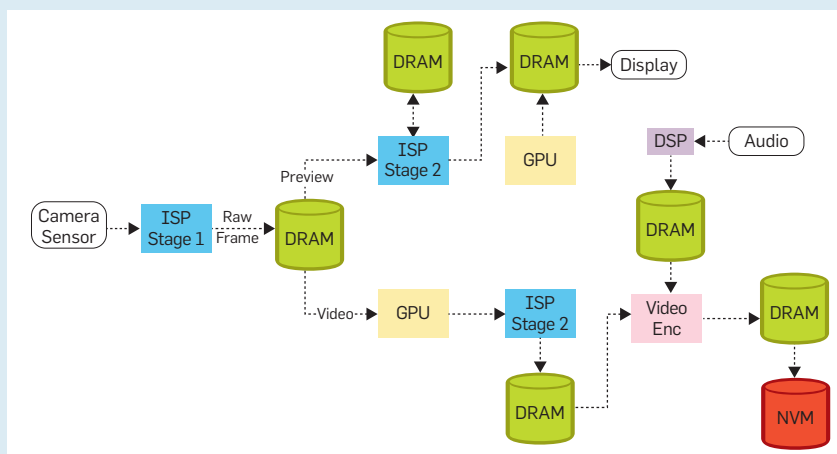 DRAM
DRAM
Display
ISP
Stage 2
GPU
DSP
Audio
Preview
Camera
Sensor
ISP
Stage 1
Raw
Frame
DRAM
DRAM
Video
GPU
ISP
Stage 2
Video
Enc
DRAM
DRAM
NVM